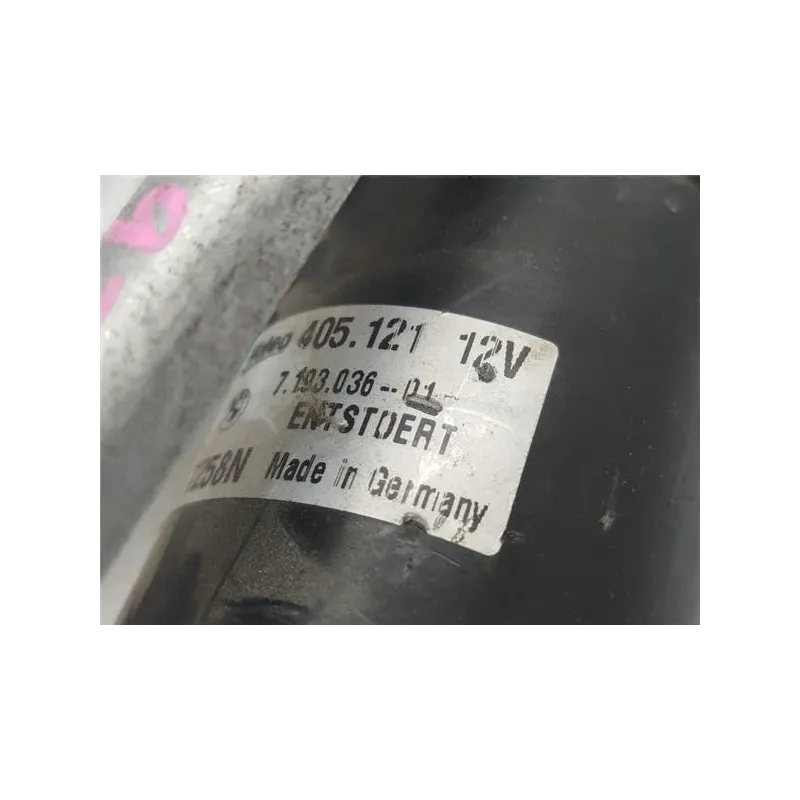 405.121 12V
7.193.036--01-
ENTSTOERT
258N Made in Germany